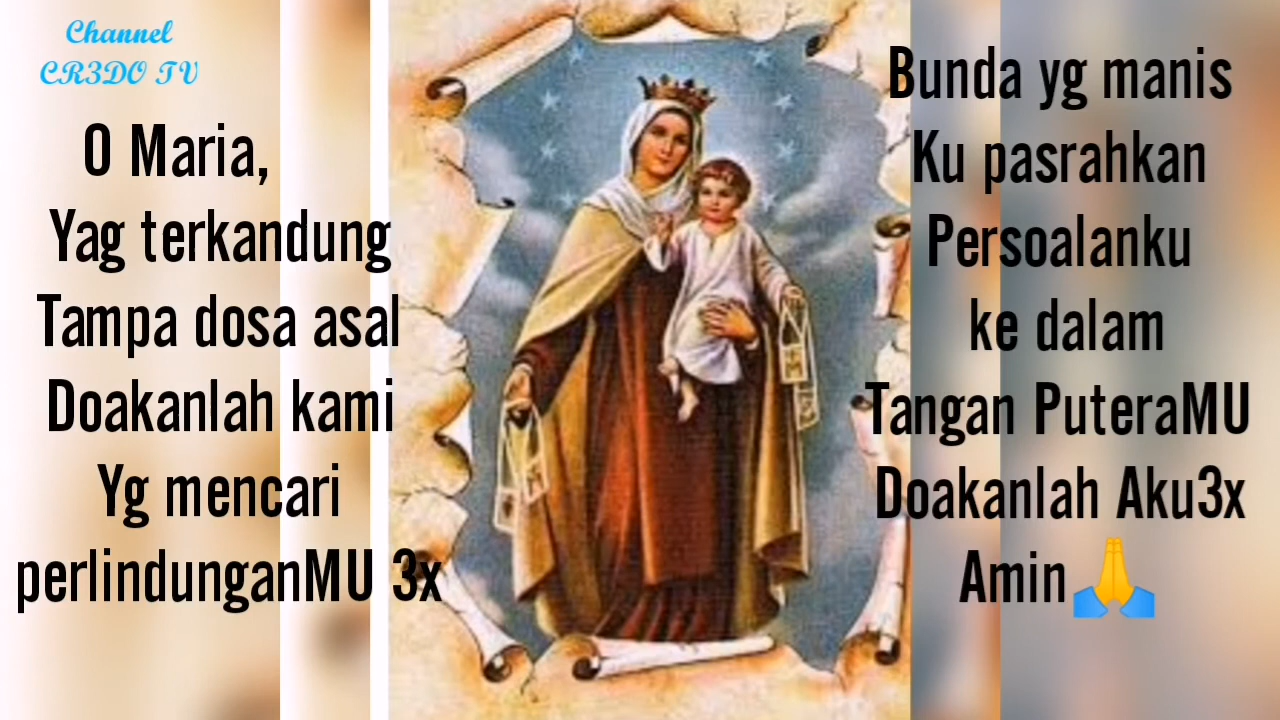 Channel
CR3DO TV
O Maria,
Yag terkandung
Tampa dosa asal
Doakanlah kami
Yg mencari
perlindunganMU 3x
Bunda yg manis
Ku pasrahkan
Persoalanku
ke dalam
Tangan PuteraMU
Doakanlah Aku3x
Amin🙏